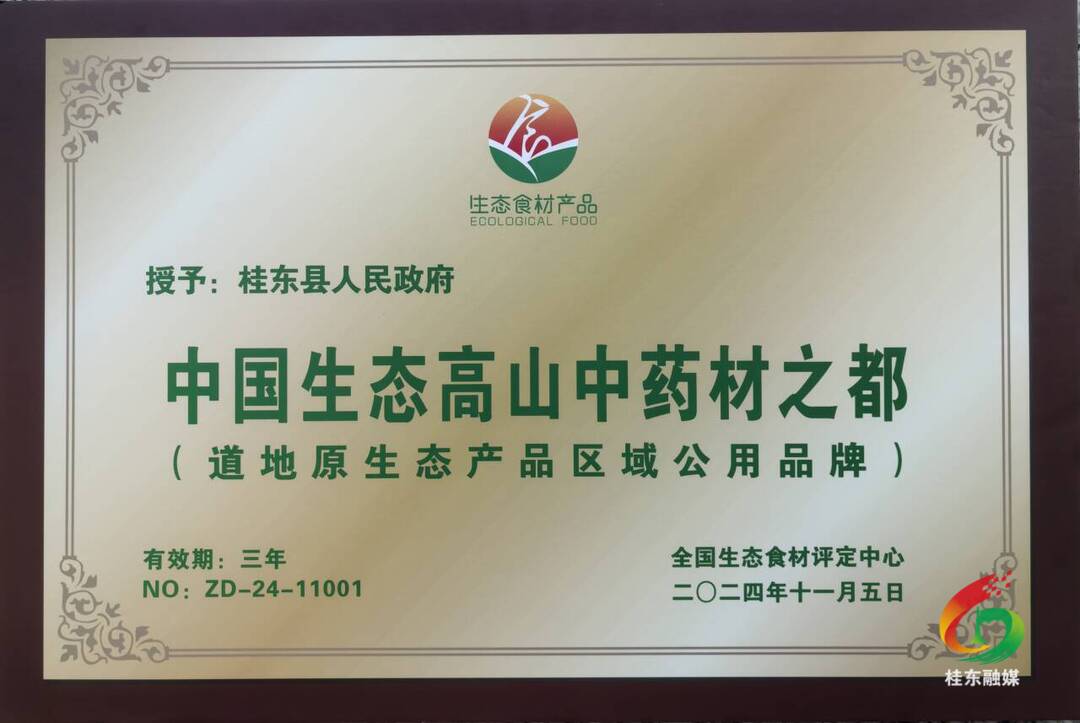 生态食材产品
ECOLOGICAL FOOD
授予：桂东县人民政府
中国生态高山中药材之都
（道地原生态产品区域公用品牌）
有效期：三年
NO：ZD-24-11001
全国生态食材评定中心
二〇二四年十一月五日
桂东融媒